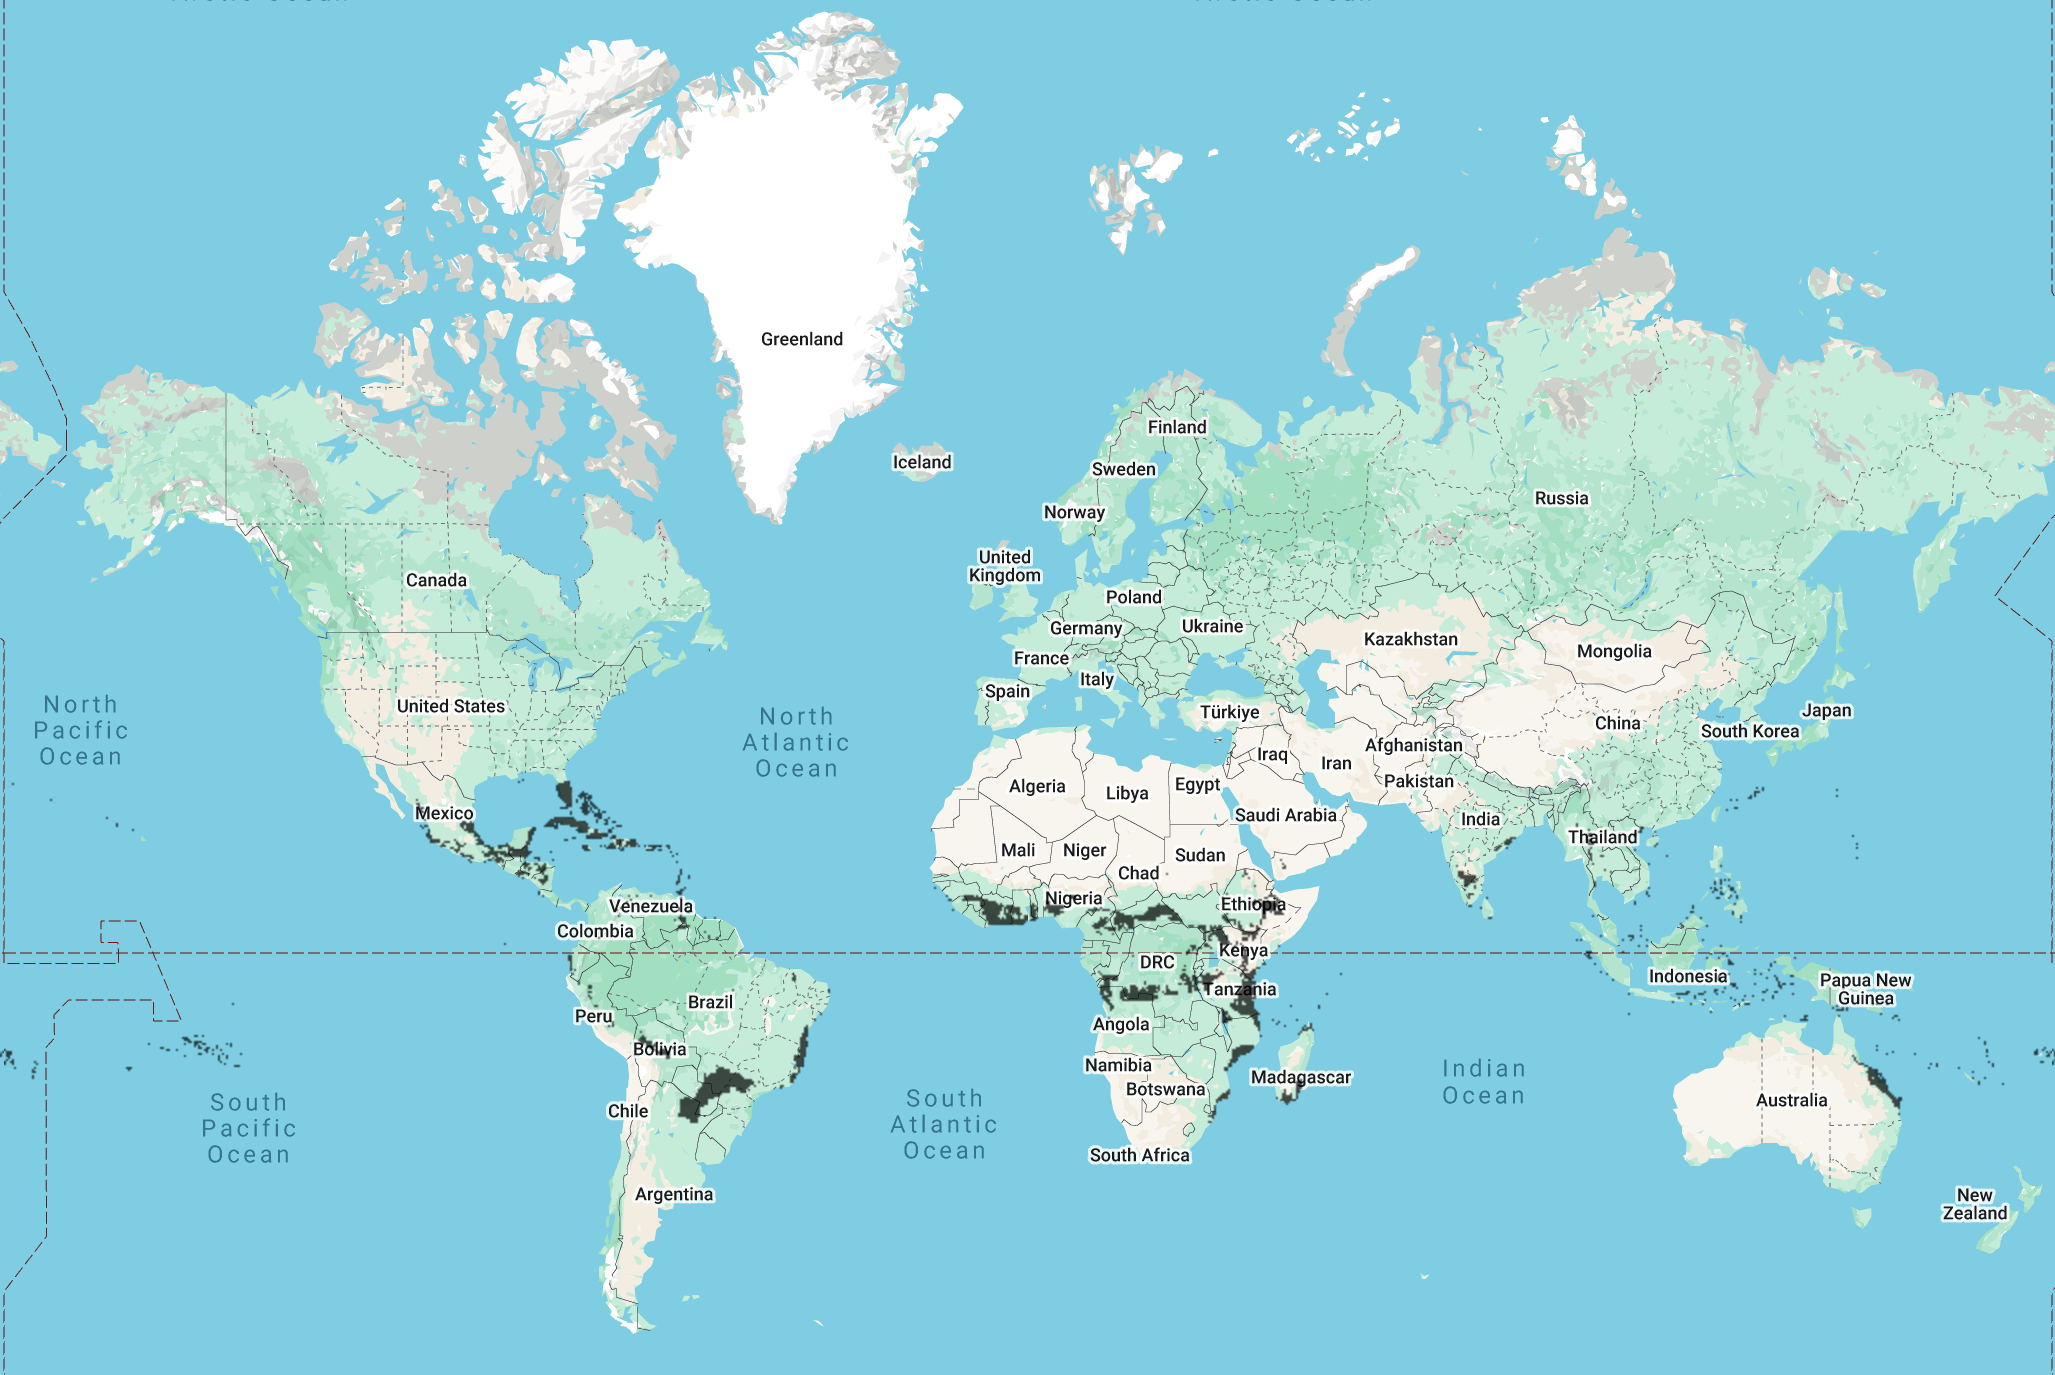 Arctic Ocean
Arctic Ocean
Greenland
Iceland
Finland
Sweden
Norway
Russia
United
Kingdom
Canada
Poland
Germany
Ukraine
France
Kazakhstan
Mongolia
Italy
Spain
United States
Türkiye
China
Japan
South Korea
North
Pacific
Ocean
North
Atlantic
Ocean
Iraq
Afghanistan
Iran
Pakistan
Algeria
Libya
Egypt
Saudi Arabia
Mexico
India
Thailand
Mali
Niger
Sudan
Chad
Nigeria
Ethiopia
Venezuela
Colombia
Kenya
DRC
Indonesia
Papua New
Guinea
Tanzania
Brazil
Peru
Angola
Bolivia
Namibia
Botswana
Madagascar
Indian
Ocean
Chile
Australia
South
Pacific
Ocean
South
Atlantic
Ocean
South Africa
Argentina
New
Zealand